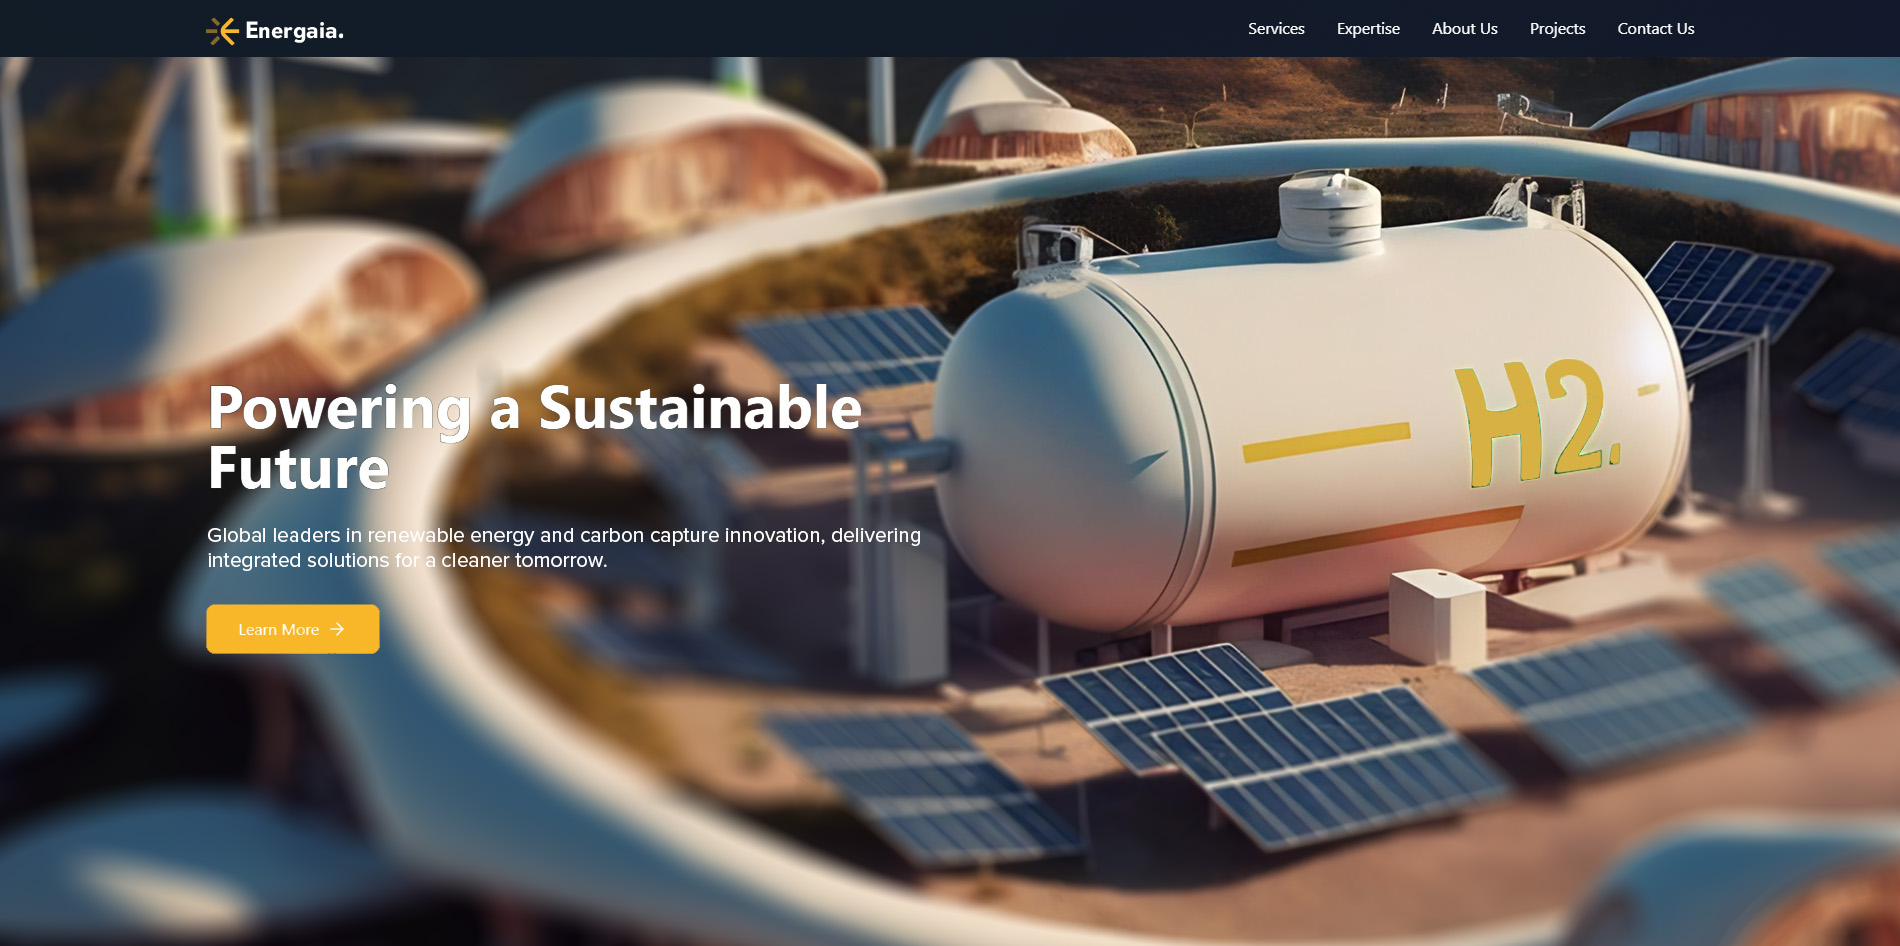 Energaia.
Services
Expertise
About Us
Projects
Contact Us
H2.
Powering a Sustainable
Future
Global leaders in renewable energy and carbon capture innovation, delivering
integrated solutions for a cleaner tomorrow.
Learn More →